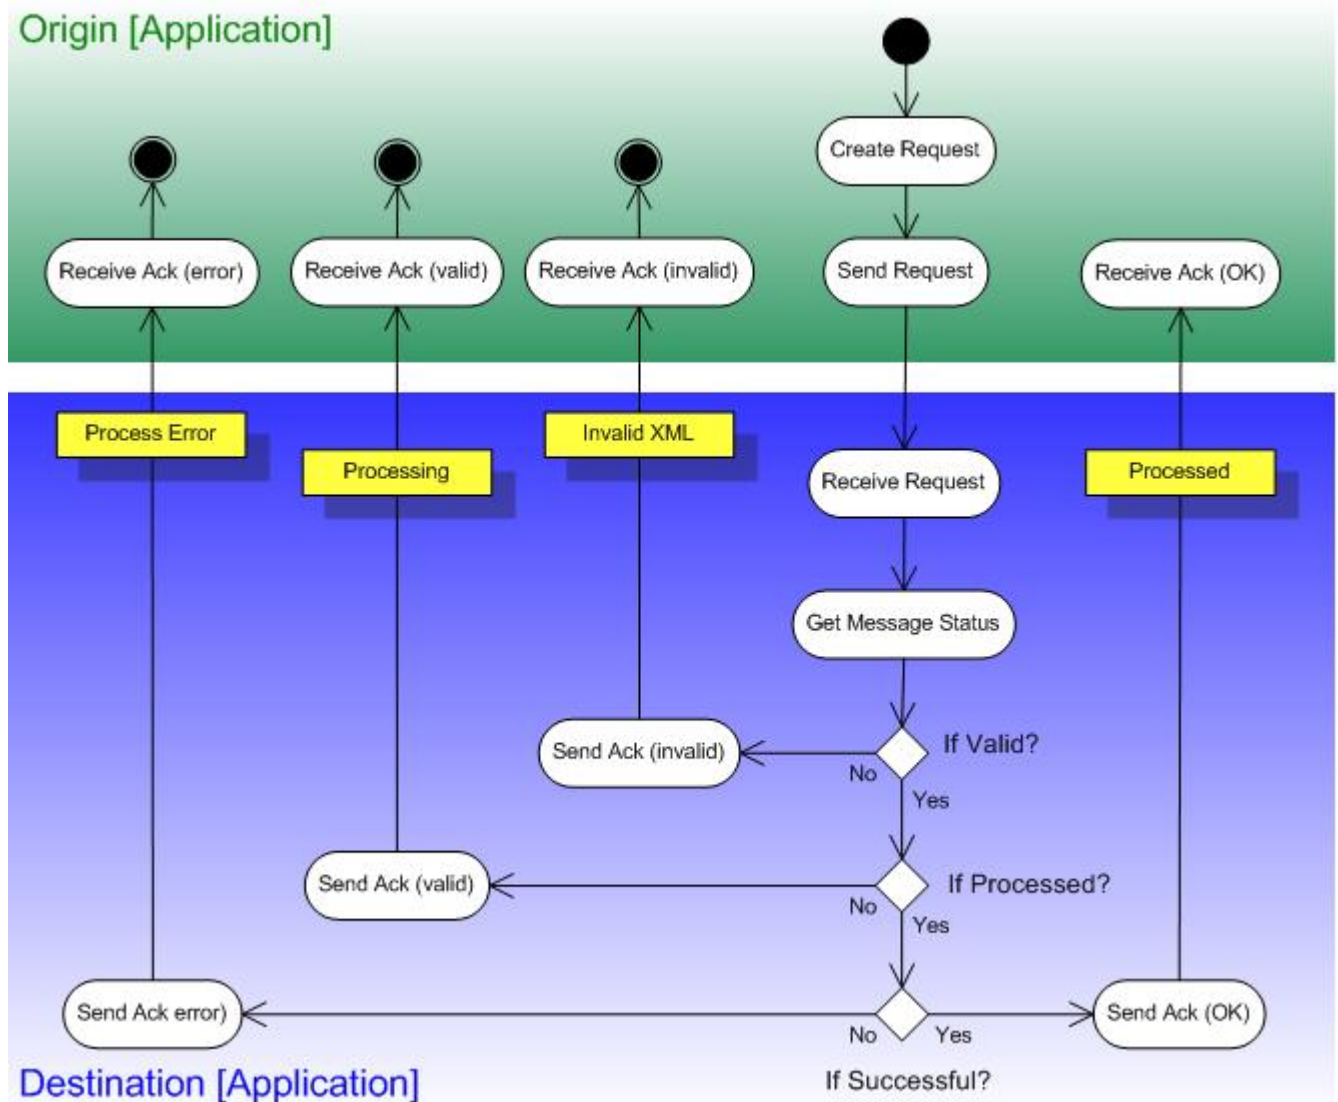 Origin [Application]
Create Request
Receive Ack (error)
Receive Ack (valid)
Receive Ack (invalid)
Send Request
Receive Ack (OK)
Process Error
Processing
Invalid XML
Receive Request
Processed
Get Message Status
Send Ack (invalid)
If Valid?
No
Yes
Send Ack (valid)
If Processed?
No
Yes
Send Ack error)
No
Yes
Send Ack (OK)
If Successful?
Destination [Application]